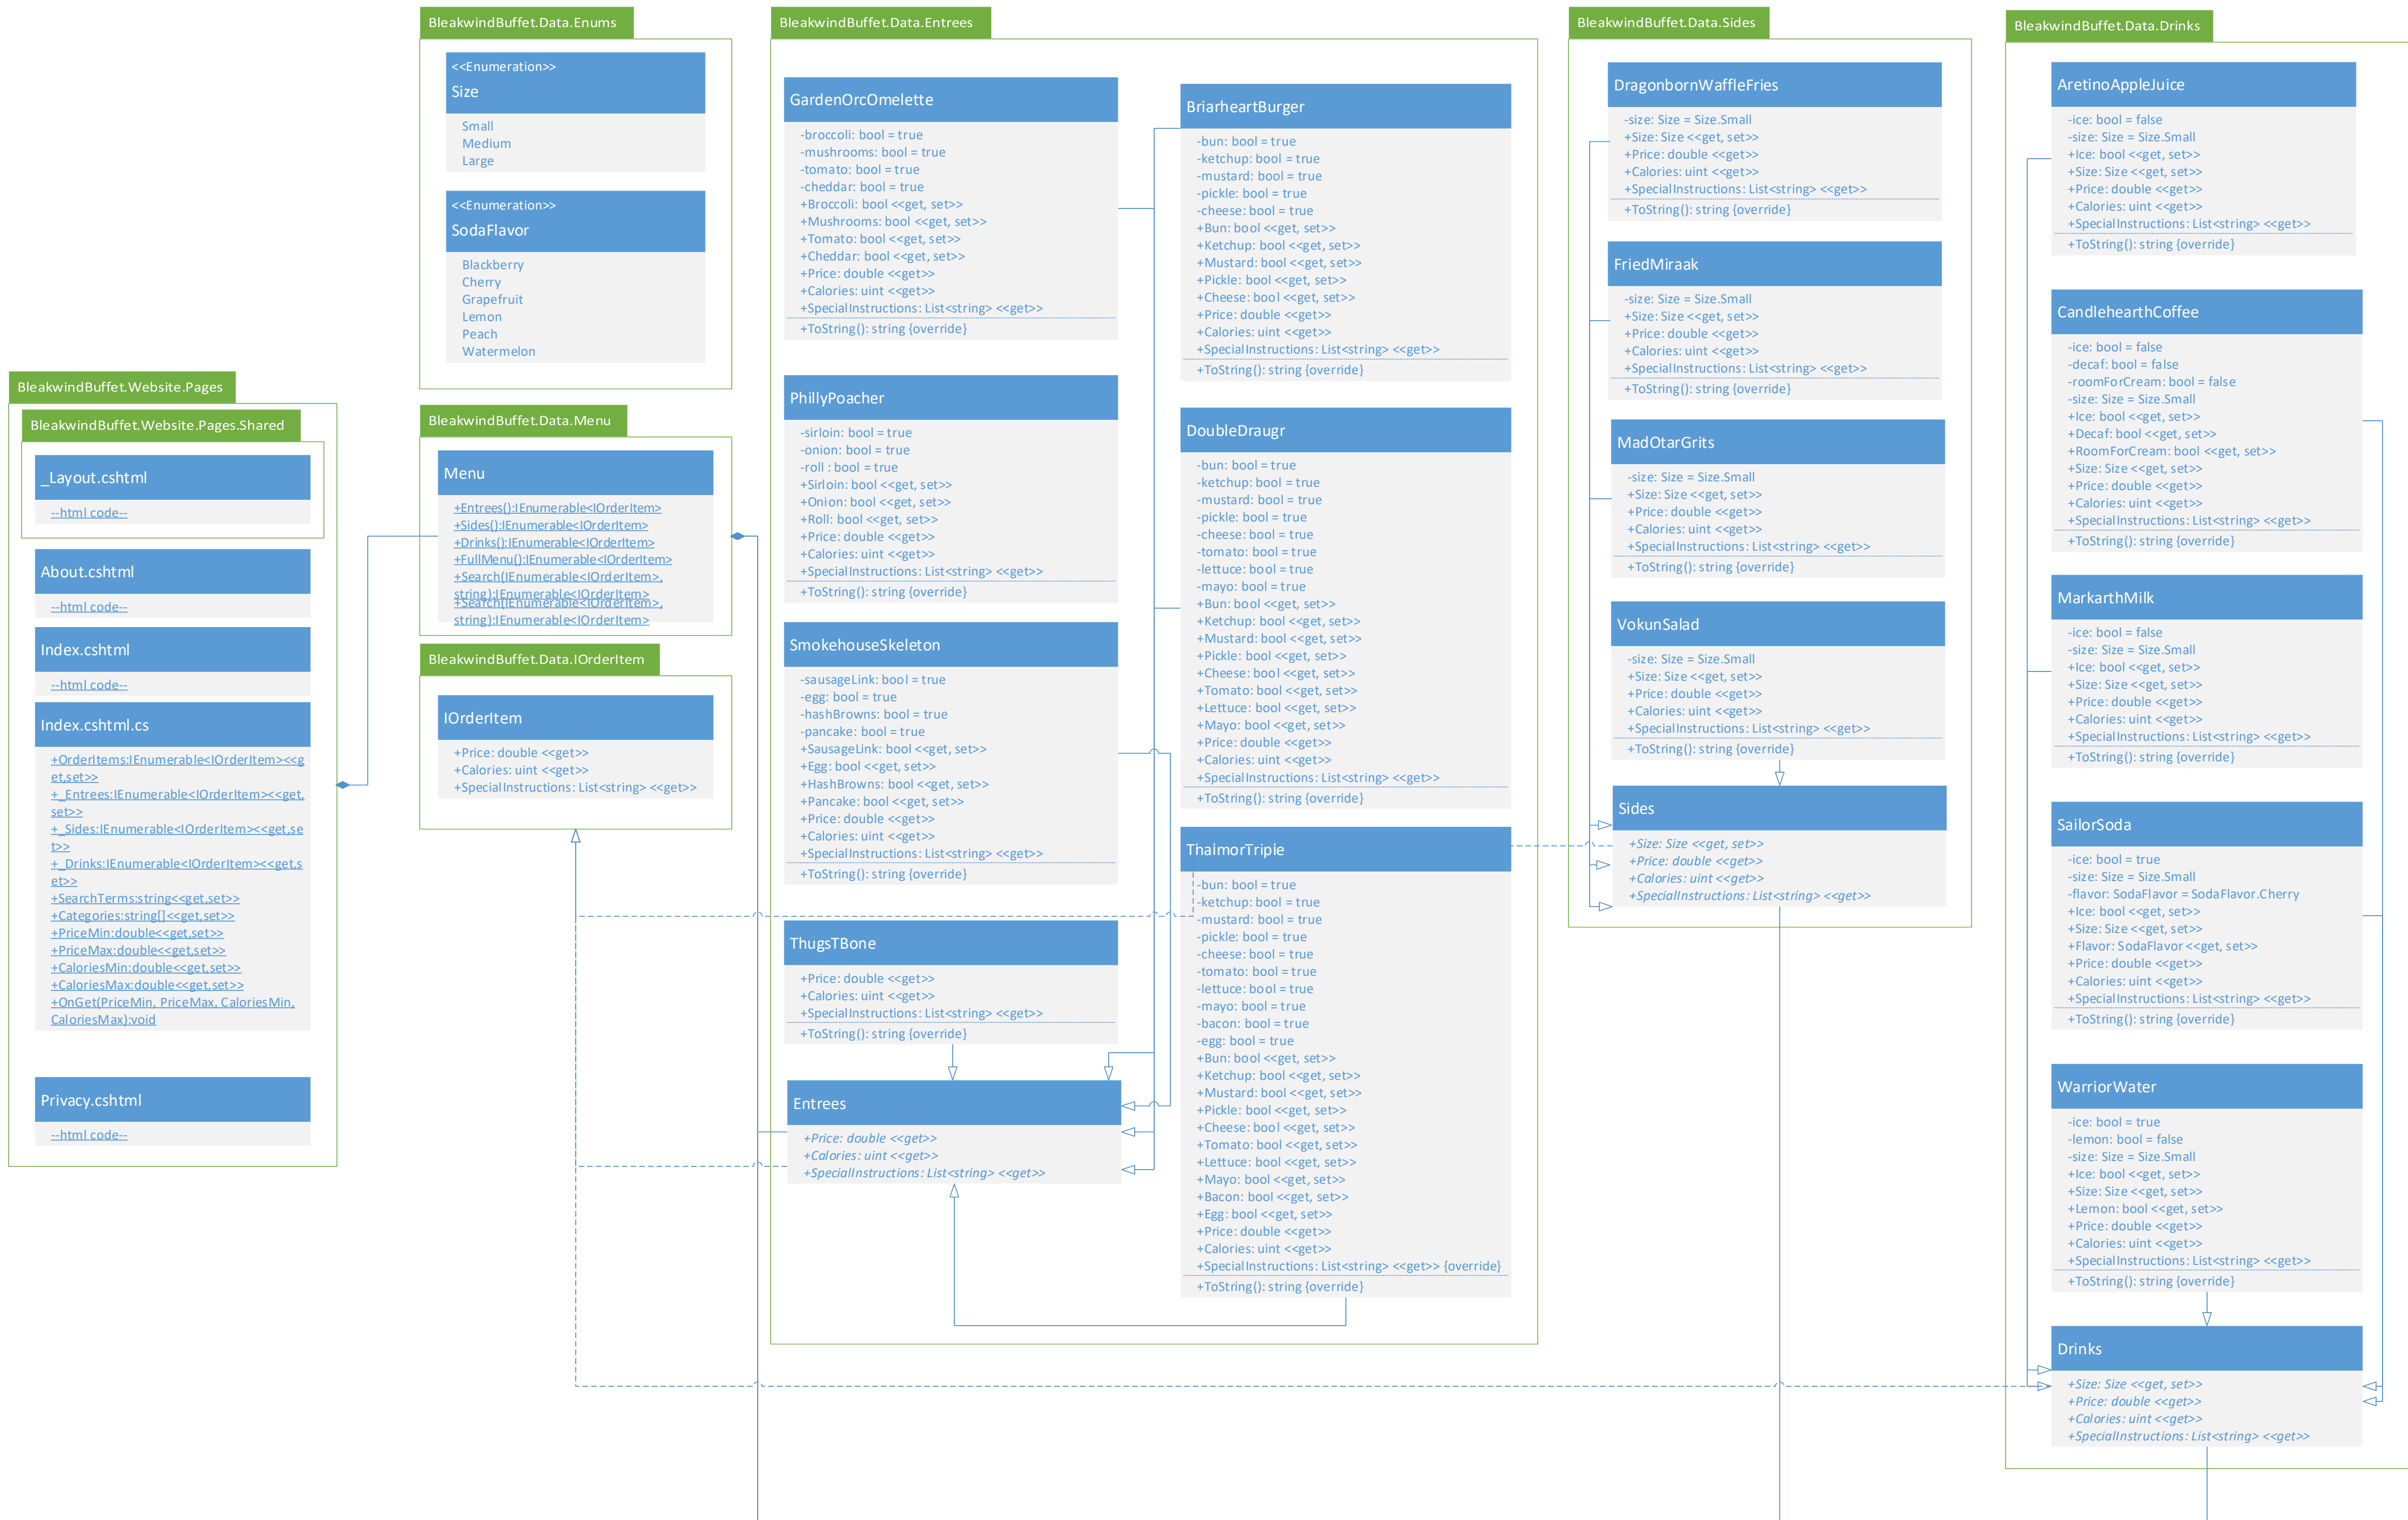 BleakwindBuffet.Website.Pages
BleakwindBuffet.Website.Pages.Shared
_Layout.cshtml
--html code--
About.cshtml
--html code--
Index.cshtml
--html code--
Index.cshtml.cs
+OrderItems:IEnumerable<IOrderItem><<g
et,set>>
+_Entrees:IEnumerable<IOrderItem><<get,
set>>
+_Sides:IEnumerable<IOrderItem><<get,se
t>>
+_Drinks:IEnumerable<IOrderItem><<get,s
et>>
+SearchTerms:string<<get,set>>
+Categories:string[]<<get,set>>
+PriceMin:double<<get,set>>
+PriceMax:double<<get,set>>
+CaloriesMin:double<<get,set>>
+CaloriesMax:double<<get,set>>
+OnGet(PriceMin, PriceMax, CaloriesMin,
CaloriesMax):void
Privacy.cshtml
--html code--
BleakwindBuffet.Data.Enums
<<Enumeration>>
Size
Small
Medium
Large
<<Enumeration>>
SodaFlavor
Blackberry
Cherry
Grapefruit
Lemon
Peach
Watermelon
BleakwindBuffet.Data.Menu
Menu
+Entrees():IEnumerable<IOrderItem>
+Sides():IEnumerable<IOrderItem>
+Drinks():IEnumerable<IOrderItem>
+FullMenu():IEnumerable<IOrderItem>
+Search(IEnumerable<IOrderItem>,
string):IEnumerable<IOrderItem>
+Search(IEnumerable<IOrderItem>,
string):IEnumerable<IOrderItem>
BleakwindBuffet.Data.IOrderItem
IOrderItem
+Price: double <<get>>
+Calories: uint <<get>>
+SpecialInstructions: List<string> <<get>>
BleakwindBuffet.Data.Entrees
GardenOrcOmelette
-broccoli: bool = true
-mushrooms: bool = true
-tomato: bool = true
-cheddar: bool = true
+Broccoli: bool <<get, set>>
+Mushrooms: bool <<get, set>>
+Tomato: bool <<get, set>>
+Cheddar: bool <<get, set>>
+Price: double <<get>>
+Calories: uint <<get>>
+SpecialInstructions: List<string> <<get>>
+ToString(): string {override}
PhillyPoacher
-sirloin: bool = true
-onion: bool = true
-roll : bool = true
+Sirloin: bool <<get, set>>
+Onion: bool <<get, set>>
+Roll: bool <<get, set>>
+Price: double <<get>>
+Calories: uint <<get>>
+SpecialInstructions: List<string> <<get>>
+ToString(): string {override}
SmokehouseSkeleton
-sausageLink: bool = true
-egg: bool = true
-hashBrowns: bool = true
-pancake: bool = true
+SausageLink: bool <<get, set>>
+Egg: bool <<get, set>>
+HashBrowns: bool <<get, set>>
+Pancake: bool <<get, set>>
+Price: double <<get>>
+Calories: uint <<get>>
+SpecialInstructions: List<string> <<get>>
+ToString(): string {override}
ThugsTBone
+Price: double <<get>>
+Calories: uint <<get>>
+SpecialInstructions: List<string> <<get>>
+ToString(): string {override}
Entrees
+Price: double <<get>>
+Calories: uint <<get>>
+SpecialInstructions: List<string> <<get>>
BriarheartBurger
-bun: bool = true
-ketchup: bool = true
-mustard: bool = true
-pickle: bool = true
-cheese: bool = true
+Bun: bool <<get, set>>
+Ketchup: bool <<get, set>>
+Mustard: bool <<get, set>>
+Pickle: bool <<get, set>>
+Cheese: bool <<get, set>>
+Price: double <<get>>
+Calories: uint <<get>>
+SpecialInstructions: List<string> <<get>>
+ToString(): string {override}
DoubleDraugr
-bun: bool = true
-ketchup: bool = true
-mustard: bool = true
-pickle: bool = true
-cheese: bool = true
-tomato: bool = true
-lettuce: bool = true
-mayo: bool = true
+Bun: bool <<get, set>>
+Ketchup: bool <<get, set>>
+Mustard: bool <<get, set>>
+Pickle: bool <<get, set>>
+Cheese: bool <<get, set>>
+Tomato: bool <<get, set>>
+Lettuce: bool <<get, set>>
+Mayo: bool <<get, set>>
+Price: double <<get>>
+Calories: uint <<get>>
+SpecialInstructions: List<string> <<get>>
+ToString(): string {override}
ThalmorTriple
-bun: bool = true
-ketchup: bool = true
-mustard: bool = true
-pickle: bool = true
-cheese: bool = true
-tomato: bool = true
-lettuce: bool = true
-mayo: bool = true
-bacon: bool = true
-egg: bool = true
+Bun: bool <<get, set>>
+Ketchup: bool <<get, set>>
+Mustard: bool <<get, set>>
+Pickle: bool <<get, set>>
+Cheese: bool <<get, set>>
+Tomato: bool <<get, set>>
+Lettuce: bool <<get, set>>
+Mayo: bool <<get, set>>
+Bacon: bool <<get, set>>
+Egg: bool <<get, set>>
+Price: double <<get>>
+Calories: uint <<get>>
+SpecialInstructions: List<string> <<get>> {override}
+ToString(): string {override}
BleakwindBuffet.Data.Sides
DragonbornWaffleFries
-size: Size = Size.Small
+Size: Size <<get, set>>
+Price: double <<get>>
+Calories: uint <<get>>
+SpecialInstructions: List<string> <<get>>
+ToString(): string {override}
FriedMiraak
-size: Size = Size.Small
+Size: Size <<get, set>>
+Price: double <<get>>
+Calories: uint <<get>>
+SpecialInstructions: List<string> <<get>>
+ToString(): string {override}
MadOtarGrits
-size: Size = Size.Small
+Size: Size <<get, set>>
+Price: double <<get>>
+Calories: uint <<get>>
+SpecialInstructions: List<string> <<get>>
+ToString(): string {override}
VokunSalad
-size: Size = Size.Small
+Size: Size <<get, set>>
+Price: double <<get>>
+Calories: uint <<get>>
+SpecialInstructions: List<string> <<get>>
+ToString(): string {override}
Sides
+Size: Size <<get, set>>
+Price: double <<get>>
+Calories: uint <<get>>
+SpecialInstructions: List<string> <<get>>
BleakwindBuffet.Data.Drinks
AretinoAppleJuice
-ice: bool = false
-size: Size = Size.Small
+Ice: bool <<get, set>>
+Size: Size <<get, set>>
+Price: double <<get>>
+Calories: uint <<get>>
+SpecialInstructions: List<string> <<get>>
+ToString(): string {override}
CandlehearthCoffee
-ice: bool = false
-decaf: bool = false
-roomForCream: bool = false
-size: Size = Size.Small
+Ice: bool <<get, set>>
+Decaf: bool <<get, set>>
+RoomForCream: bool <<get, set>>
+Size: Size <<get, set>>
+Price: double <<get>>
+Calories: uint <<get>>
+SpecialInstructions: List<string> <<get>>
+ToString(): string {override}
MarkarthMilk
-ice: bool = false
-size: Size = Size.Small
+Ice: bool <<get, set>>
+Size: Size <<get, set>>
+Price: double <<get>>
+Calories: uint <<get>>
+SpecialInstructions: List<string> <<get>>
+ToString(): string {override}
SailorSoda
-ice: bool = true
-size: Size = Size.Small
-flavor: SodaFlavor = SodaFlavor.Cherry
+Ice: bool <<get, set>>
+Size: Size <<get, set>>
+Flavor: SodaFlavor <<get, set>>
+Price: double <<get>>
+Calories: uint <<get>>
+SpecialInstructions: List<string> <<get>>
+ToString(): string {override}
WarriorWater
-ice: bool = true
-lemon: bool = false
-size: Size = Size.Small
+Ice: bool <<get, set>>
+Size: Size <<get, set>>
+Lemon: bool <<get, set>>
+Price: double <<get>>
+Calories: uint <<get>>
+SpecialInstructions: List<string> <<get>>
+ToString(): string {override}
Drinks
+Size: Size <<get, set>>
+Price: double <<get>>
+Calories: uint <<get>>
+SpecialInstructions: List<string> <<get>>